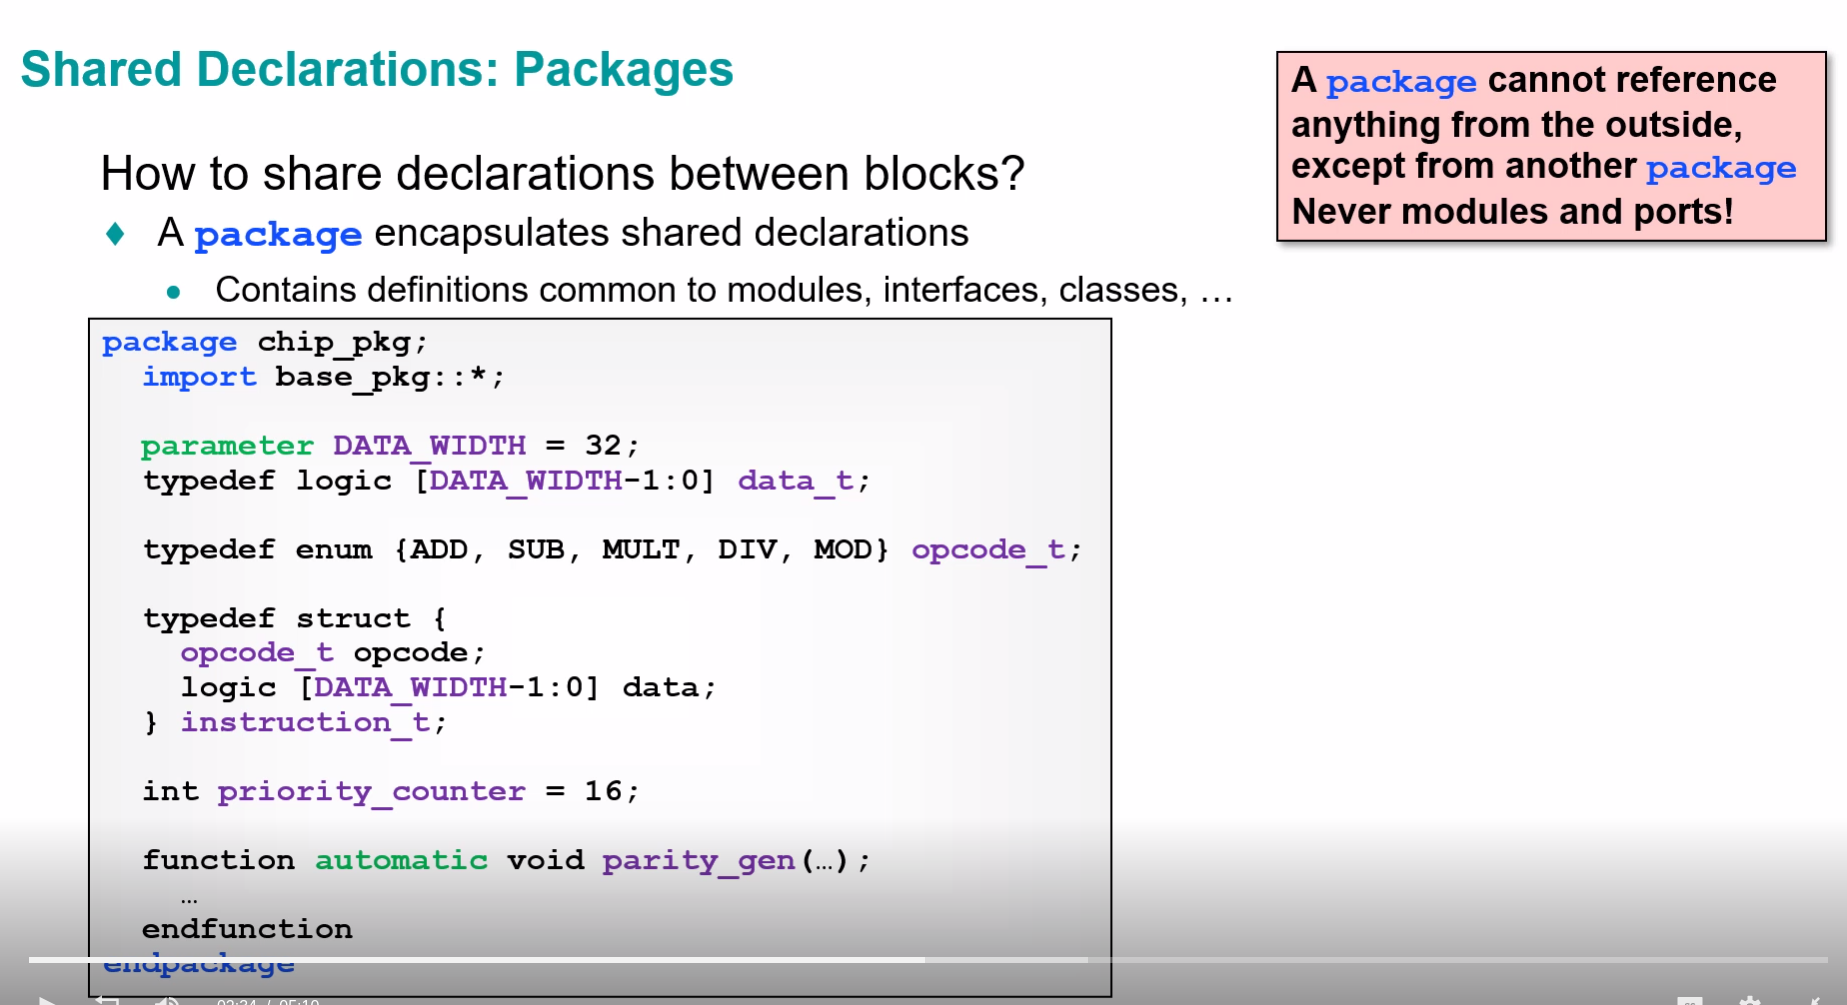 Shared Declarations: Packages
A package cannot reference
anything from the outside,
except from another package
Never modules and ports!
How to share declarations between blocks?
♦ A package encapsulates shared declarations
• Contains definitions common to modules, interfaces, classes, …
package chip_pkg;
import base_pkg::*;
parameter DATA_WIDTH = 32;
typedef logic [DATA_WIDTH-1:0] data_t;
typedef enum {ADD, SUB, MULT, DIV, MOD} opcode_t;
typedef struct {
opcode_t opcode;
logic [DATA_WIDTH-1:0] data;
} instruction_t;
int priority_counter = 16;
function automatic void parity_gen(…);
…
endfunction
endpackage